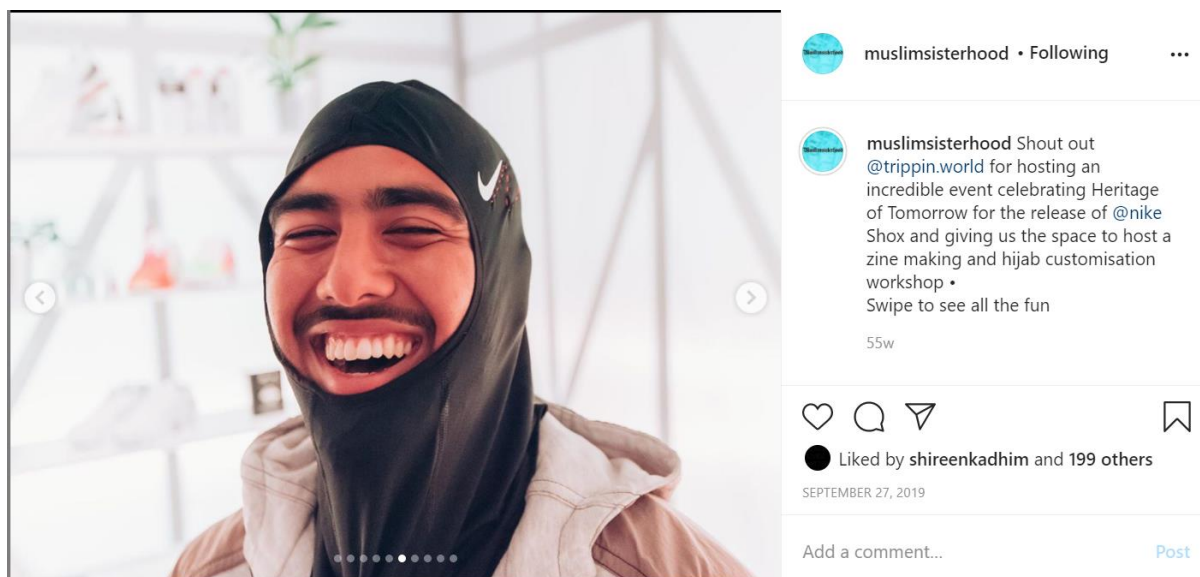 muslimsisterhood • Following
muslimsisterhood Shout out
@trippin.world for hosting an
incredible event celebrating Heritage
of Tomorrow for the release of @nike
Shox and giving us the space to host a
zine making and hijab customisation
workshop •
Swipe to see all the fun
55w
Liked by shireenkadhim and 199 others
SEPTEMBER 27, 2019
Add a comment...
Post